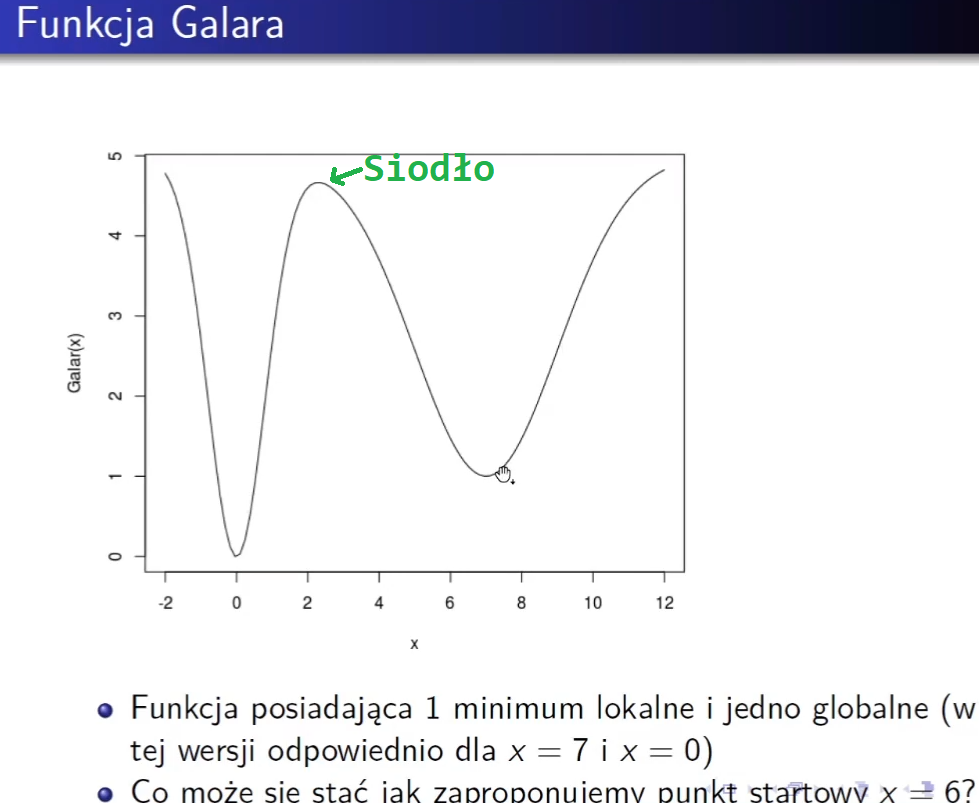 Funkcja Galara
Siodło
5
4
3
2
1
0
Galar(x)
-2 0 2 4 6 8 10 12
x
Funkcja posiadająca 1 minimum lokalne i jedno globalne (w
tej wersji odpowiednio dla x = 7 i x = 0)
Co może się stać jak zaproponujemy punkt startowy x = 6?